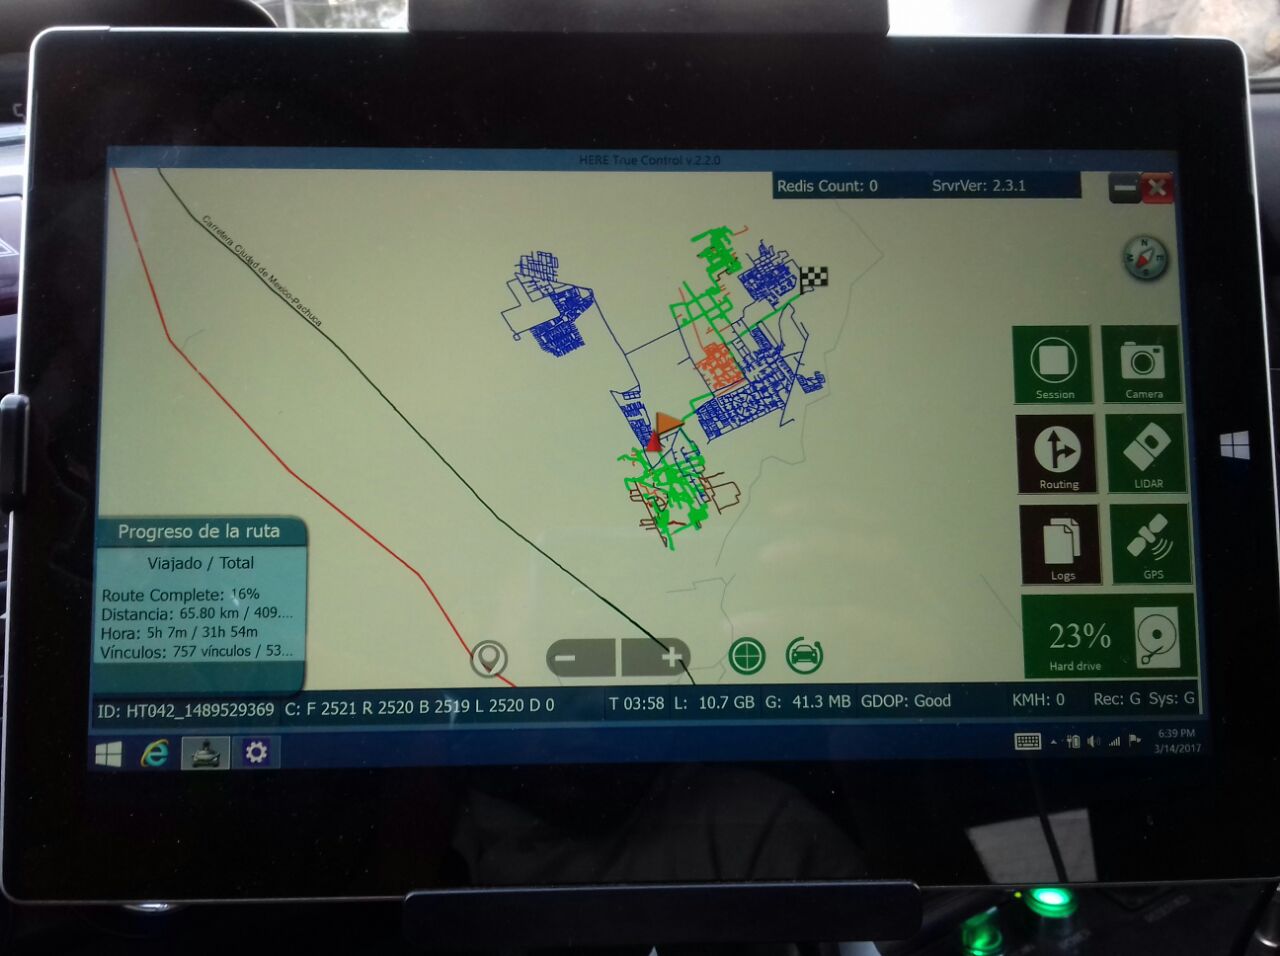 HERE True Control v.2.2.0
Redis Count: 0 SrvrVer: 2.3.1
N
E
S
Carretera Ciudad de Mexico-Pachuca
Session
Camera
Routing
LIDAR
Logs
GPS
23%
Hard drive
Progreso de la ruta
Viajado / Total
Route Complete: 16%
Distancia: 65.80 km / 409....
Hora: 5h 7m / 31h 54m
Vínculos: 757 vínculos / 53...
ID: HT042_1489529369 C: F 2521 R 2520 B 2519 L 2520 D 0 T 03:58 L: 10.7 GB G: 41.3 MB GDOP: Good KMH: 0 Rec: G Sys: G
6:39 PM
3/14/2017